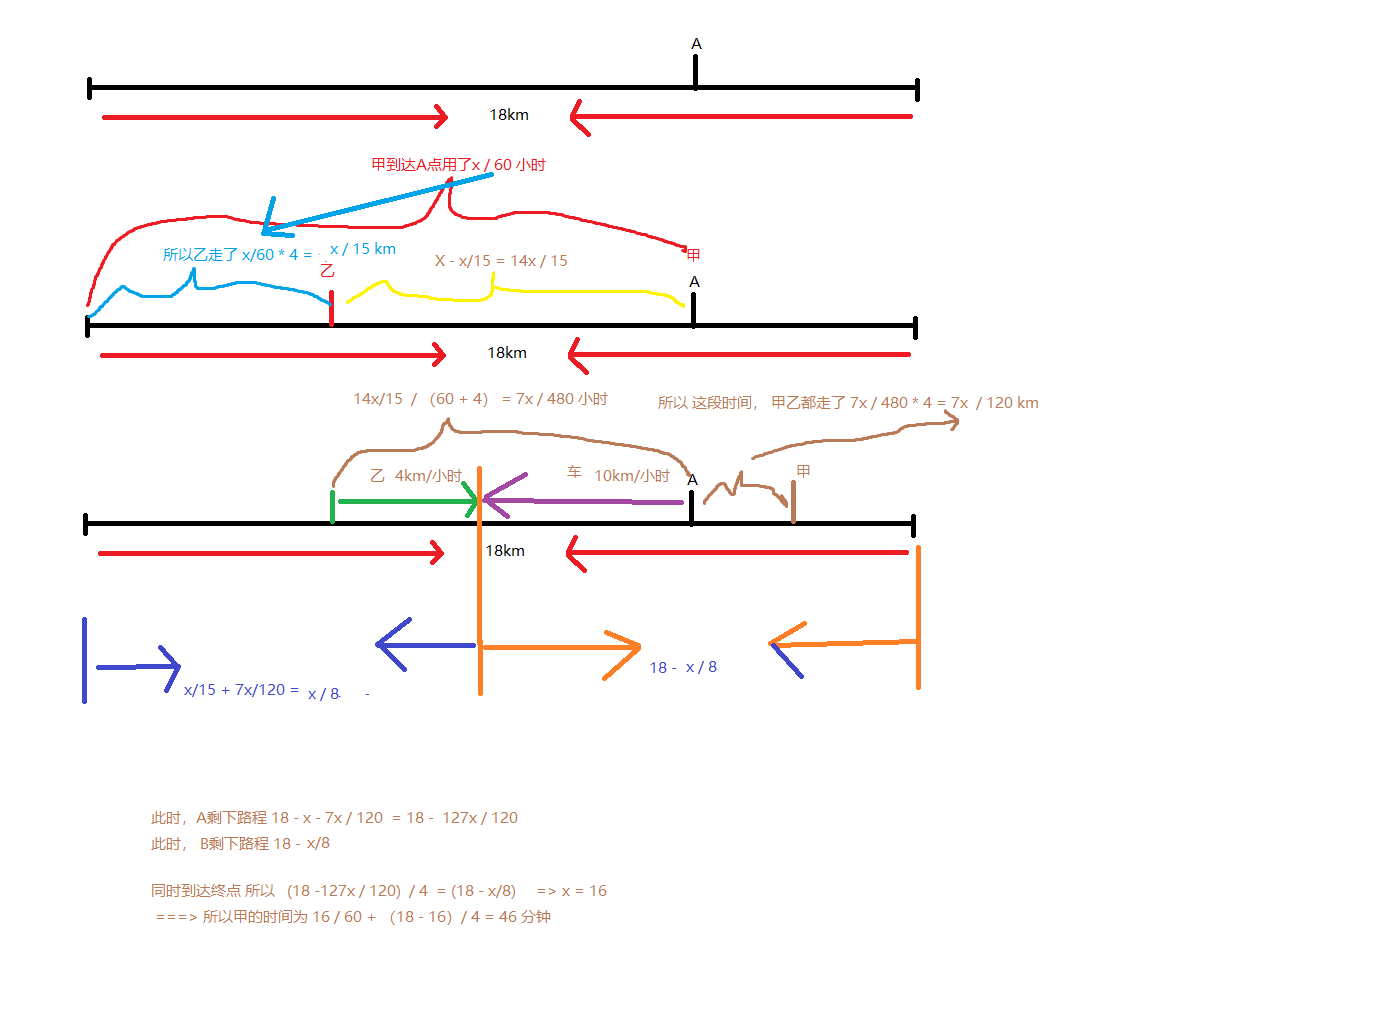 A
18km
甲到达A点用了x / 60 小时
所以乙走了 x/60 * 4 = x / 15 km
乙
X - x/15 = 14x / 15
甲
A
18km
14x/15 / （60 + 4） = 7x / 480 小时
所以 这段时间， 甲乙都走了 7x / 480 * 4 = 7x / 120 km
乙 4km/小时
车 10km/小时
A
甲
18km
18 - x / 8
x/15 + 7x/120 = x / 8 -
此时，A剩下路程 18 - x - 7x / 120 = 18 - 127x / 120
此时， B剩下路程 18 - x/8
同时到达终点 所以 （18 -127x / 120）/ 4 = (18 - x/8) => x = 16
===> 所以甲的时间为 16 / 60 + （18 - 16）/ 4 = 46 分钟